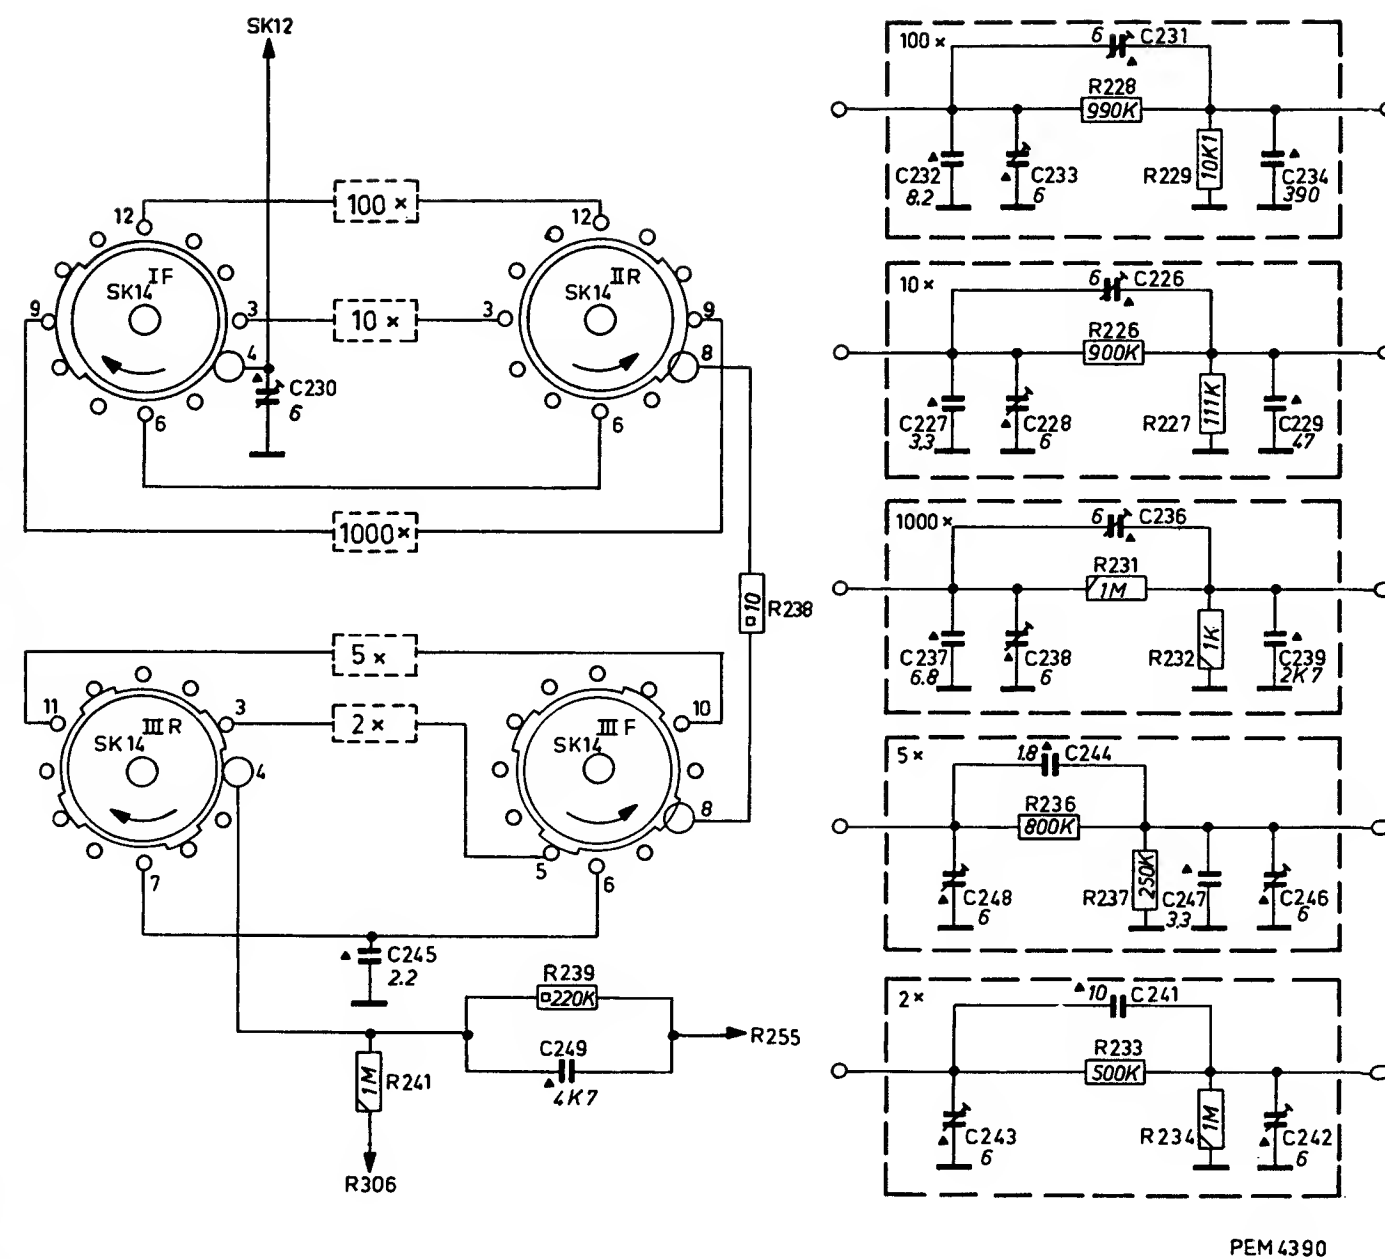 SK12
100 ×
12
12
I F
SK14
II R
SK14
9
3
10 ×
3
9
4
8
C230
6
6
6
1000 ×
10
R238
5 ×
11
III R
SK14
3
2 ×
III F
SK14
10
4
8
7
5
6
C245
2.2
R239
220K
C249
4K7
R255
1M
R241
R306
100 ×
6
C231
R228
990K
C232
8.2
C233
6
R229
10K1
C234
390
10 ×
6
C226
R226
900K
C227
3,3
C228
6
R227
111K
C229
47
1000 ×
6
C236
R231
1M
C237
6.8
C238
6
R232
1K
C239
2K7
5 ×
1.8
C244
R236
800K
C248
6
R237
250K
C247
3.3
C246
6
2 ×
10
C241
R233
500K
C243
6
R234
1M
C242
6
PEM 4390